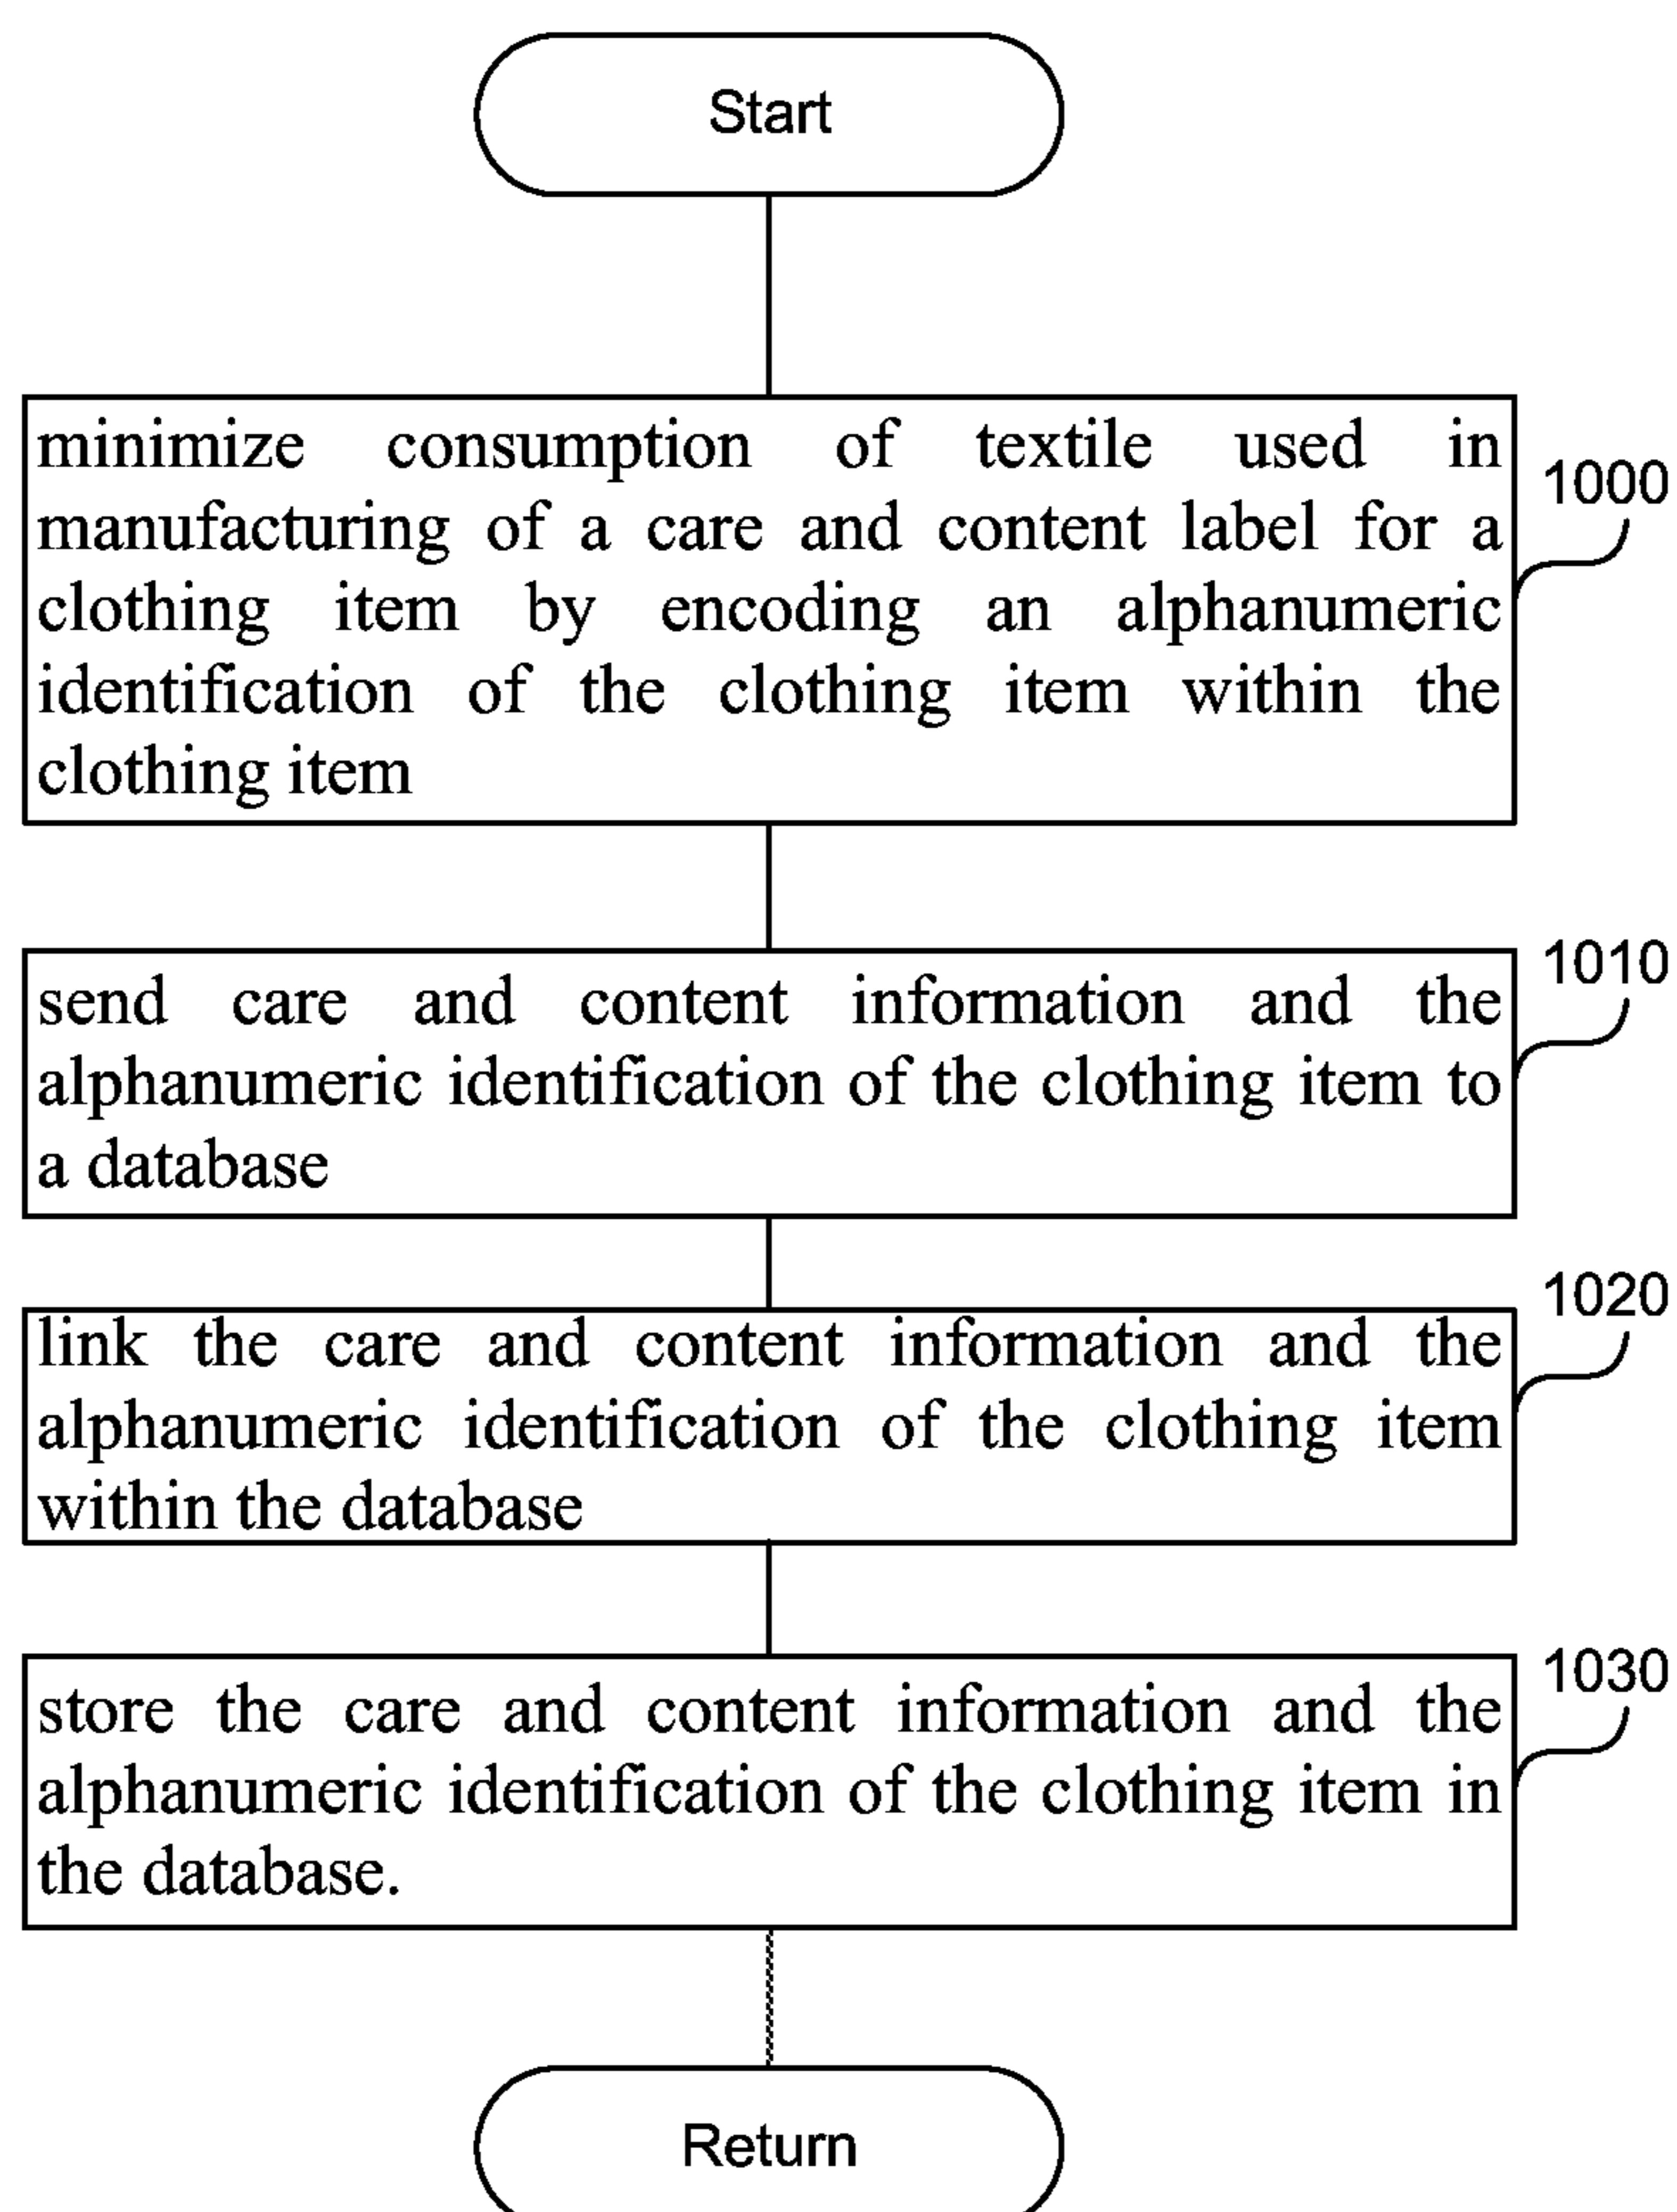 Start
minimize consumption of textile used in
manufacturing of a care and content label for a
clothing item by encoding an alphanumeric
identification of the clothing item within the
clothing item
1000
send care and content information and the
alphanumeric identification of the clothing item to
a database
1010
link the care and content information and the
alphanumeric identification of the clothing item
within the database
1020
store the care and content information and the
alphanumeric identification of the clothing item in
the database.
1030
Return